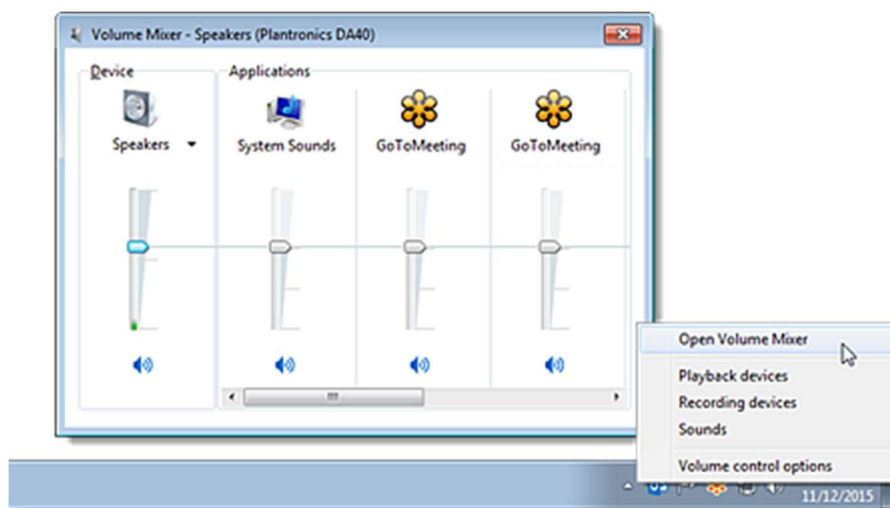 Volume Mixer - Speakers (Plantronics DA40)
Device
Applications
Speakers
System Sounds
GoToMeeting
GoToMeeting
Open Volume Mixer
Playback devices
Recording devices
Sounds
Volume control options
11/12/2015